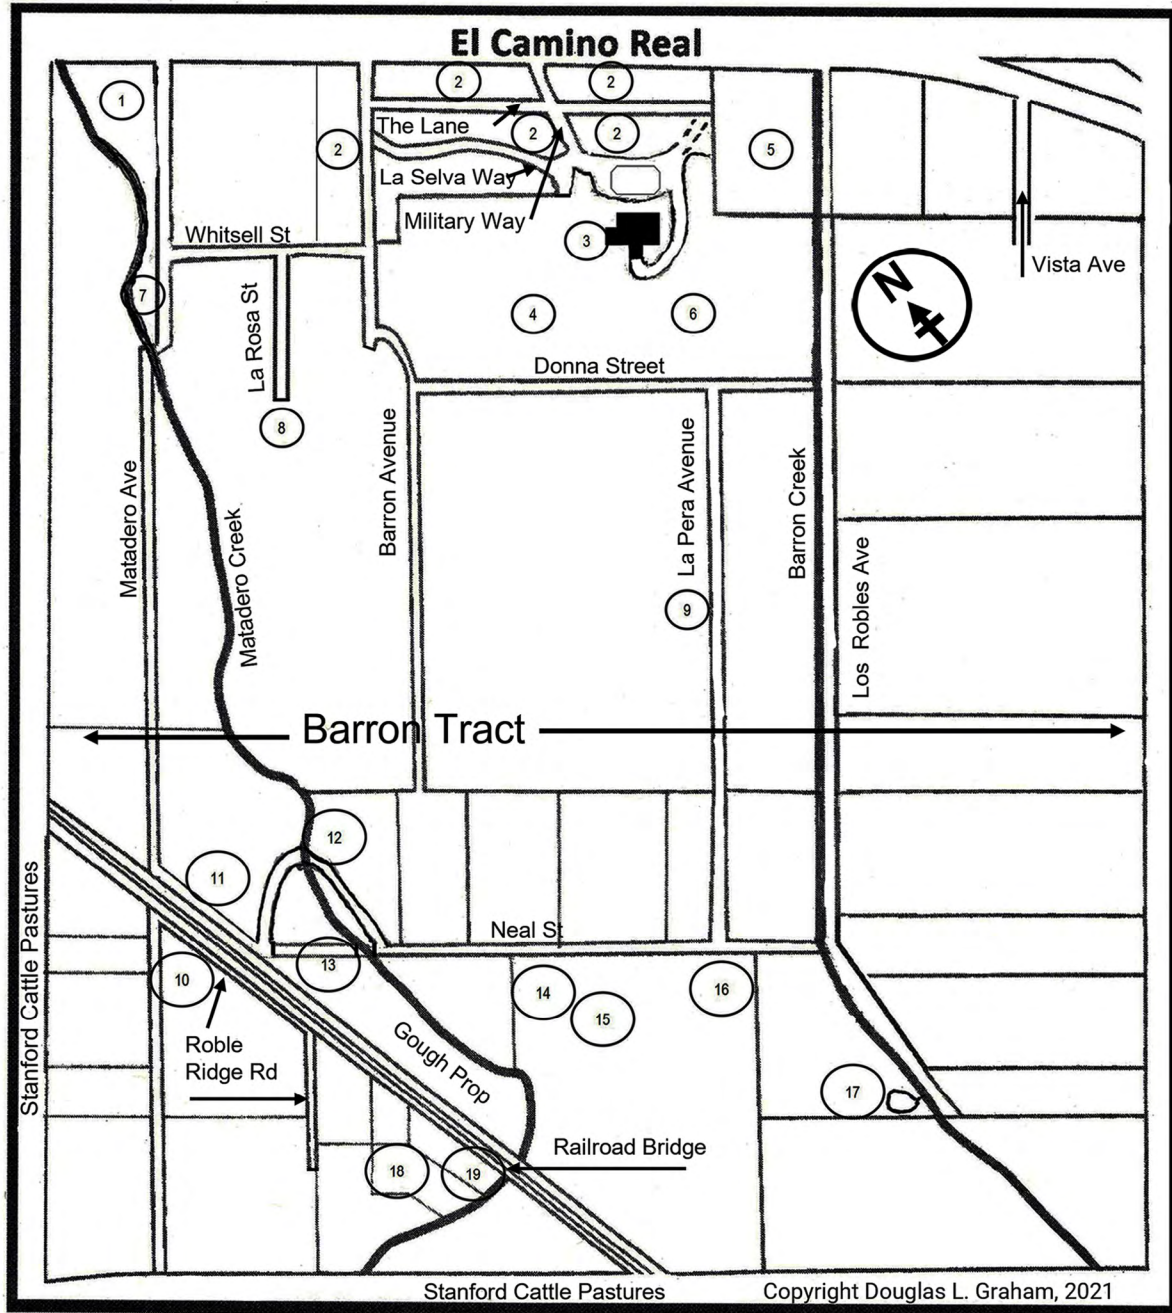 El Camino Real
1
2
2
The Lane
2
2
2
5
La Selva Way
Military Way
3
Whitsell St
Vista Ave
N
7
La Rosa St
4
6
Donna Street
8
Matadero Ave
Matadero Creek
Barron Avenue
La Pera Avenue
Barron Creek
Los Robles Ave
9
Barron Tract
12
11
Stanford Cattle Pastures
Neal St
10
13
14
15
16
Roble
Ridge Rd
Gough Prop
17
Railroad Bridge
18
19
Stanford Cattle Pastures
Copyright Douglas L. Graham, 2021